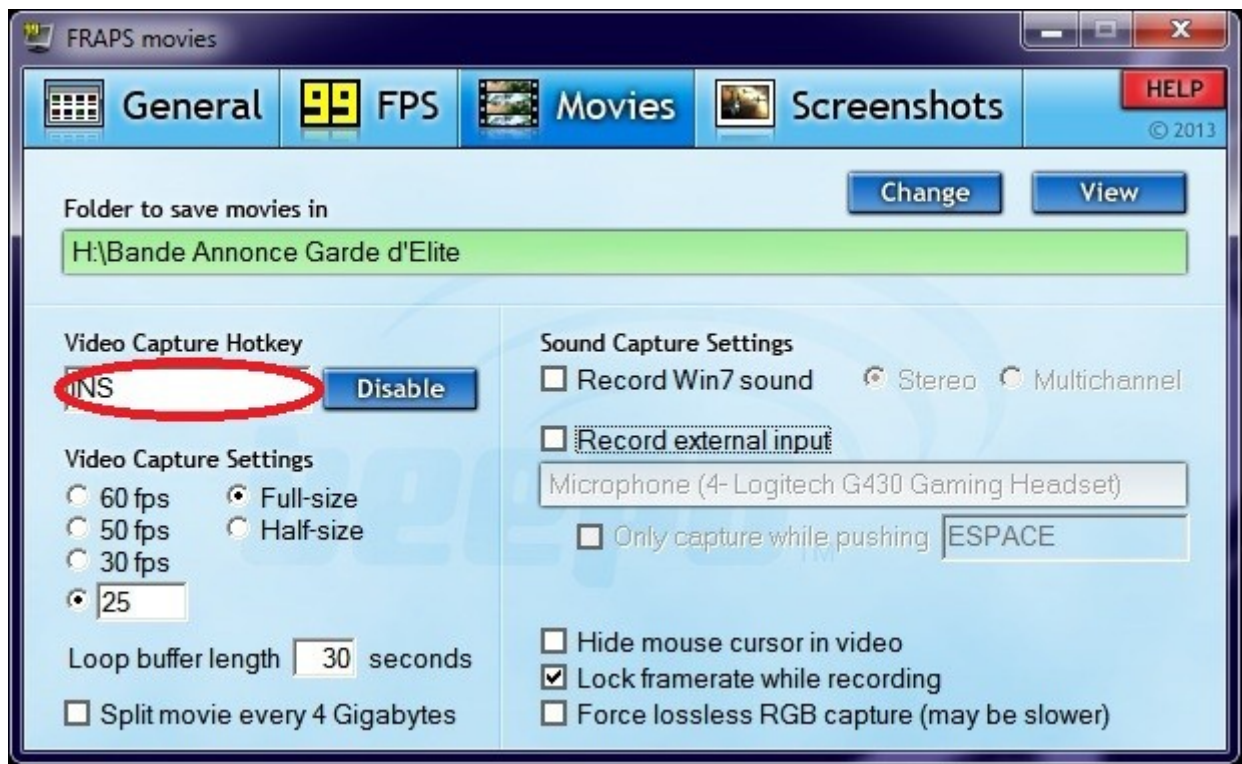 FRAPS movies
General 99 FPS Movies Screenshots HELP
© 2013
Change View
Folder to save movies in
H:\Bande Annonce Garde d'Elite
Video Capture Hotkey
INS Disable
Video Capture Settings
60 fps Full-size
50 fps Half-size
30 fps
25
Loop buffer length 30 seconds
Split movie every 4 Gigabytes
Sound Capture Settings
Record Win7 sound Stereo Multichannel
Record external input
Microphone (4- Logitech G430 Gaming Headset)
Only capture while pushing ESPACE
Hide mouse cursor in video
Lock framerate while recording
Force lossless RGB capture (may be slower)
beepa TM